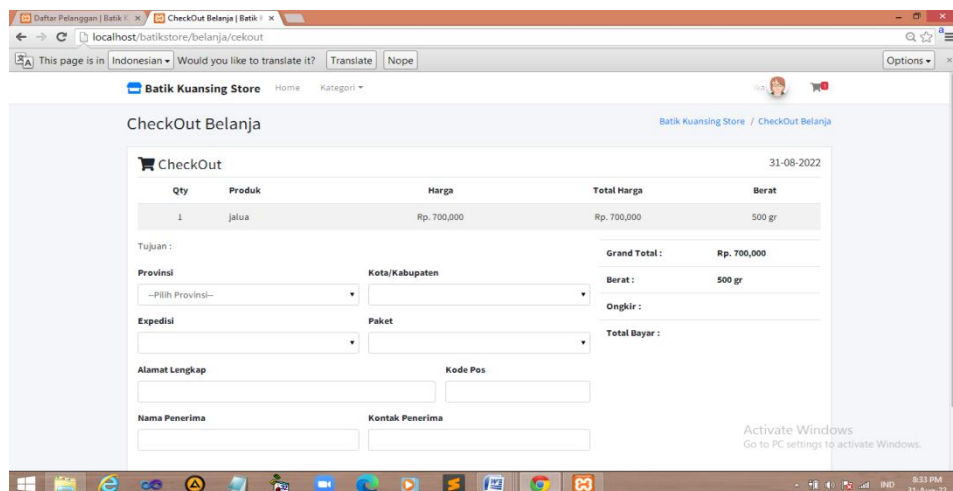 Daftar Pelanggan | Batik K
CheckOut Belanja | Batik K
localhost/batikstore/belanja/cekout
This page is in Indonesian Would you like to translate it? Translate Nope Options
Batik Kuansing Store Home Kategori
CheckOut Belanja Batik Kuansing Store / CheckOut Belanja
CheckOut 31-08-2022
Qty Produk Harga Total Harga Berat
1 jalua Rp. 700,000 Rp. 700,000 500 gr
Tujuan :
Grand Total : Rp. 700,000
Provinsi Kota/Kabupaten
Berat : 500 gr
--Pilih Provinsi--
Ongkir :
Expedisi Paket
Total Bayar :
Alamat Lengkap Kode Pos
Nama Penerima Kontak Penerima
Activate Windows
Go to PC settings to activate Windows.
IND 8:33 PM
31-Aug-22